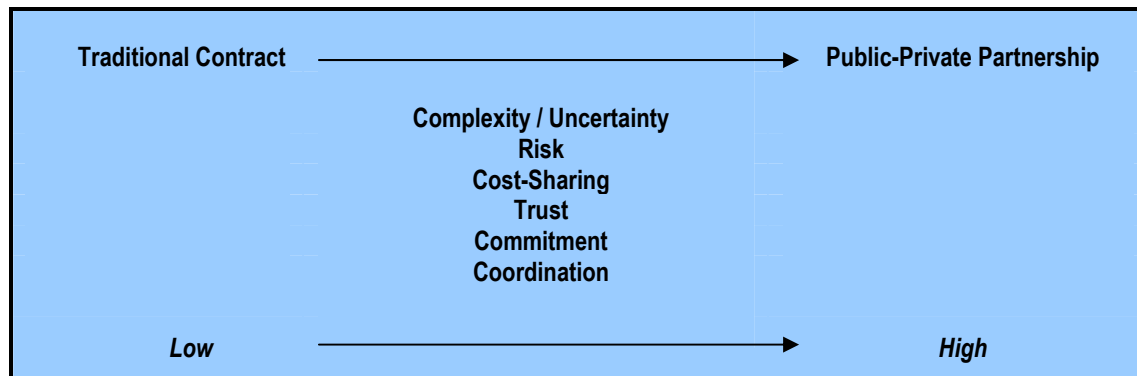 Traditional Contract Public-Private Partnership
Complexity / Uncertainty
Risk
Cost-Sharing
Trust
Commitment
Coordination
Low High